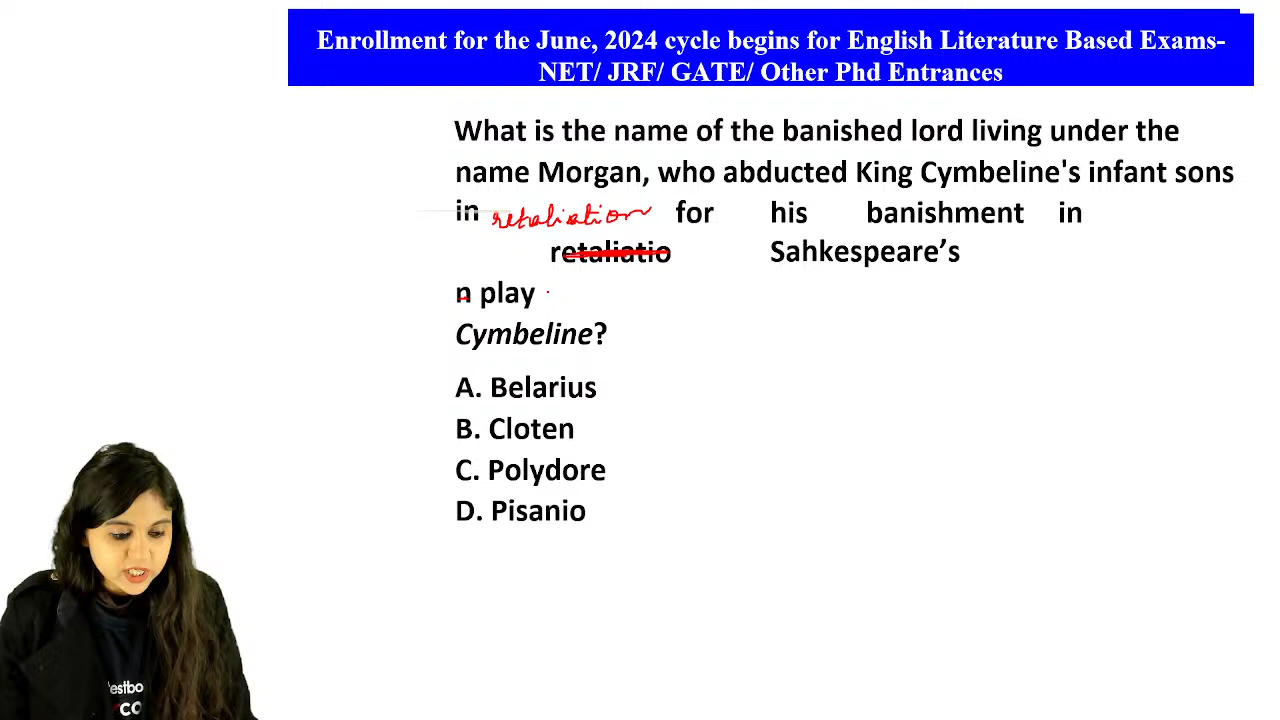 Enrollment for the June, 2024 cycle begins for English Literature Based Exams-
NET/ JRF/ GATE/ Other Phd Entrances
What is the name of the banished lord living under the
name Morgan, who abducted King Cymbeline's infant sons
in retaliation for his banishment in
retaliatio Sahkespeare's
n play
Cymbeline?
A. Belarius
B. Cloten
C. Polydore
D. Pisanio